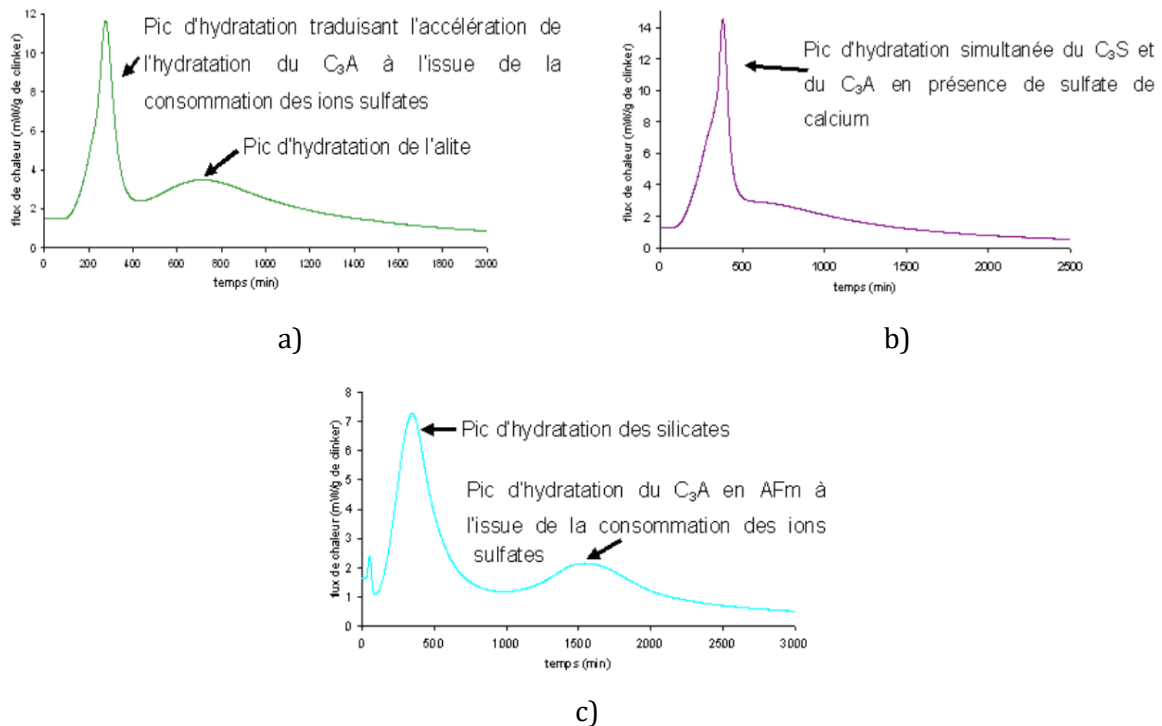 12
10
8
6
4
2
0
flux de chaleur (mW/g de clinker)
Pic d'hydratation traduisant l'accélération de
l'hydratation du C₃A à l'issue de la
consommation des ions sulfates
Pic d'hydratation de l'alite
0 200 400 600 800 1000 1200 1400 1600 1800 2000
temps (min)
a)
14
12
10
8
6
4
2
0
flux de chaleur (mW/g de clinker)
Pic d'hydratation simultanée du C₃S et
du C₃A en présence de sulfate de
calcium
0 500 1000 1500 2000 2500
temps (min)
b)
8
7
6
5
4
3
2
1
0
flux de chaleur (mW/g de clinker)
Pic d'hydratation des silicates
Pic d'hydratation du C₃A en AFm à
l'issue de la consommation des ions
sulfates
0 500 1000 1500 2000 2500 3000
temps (min)
c)